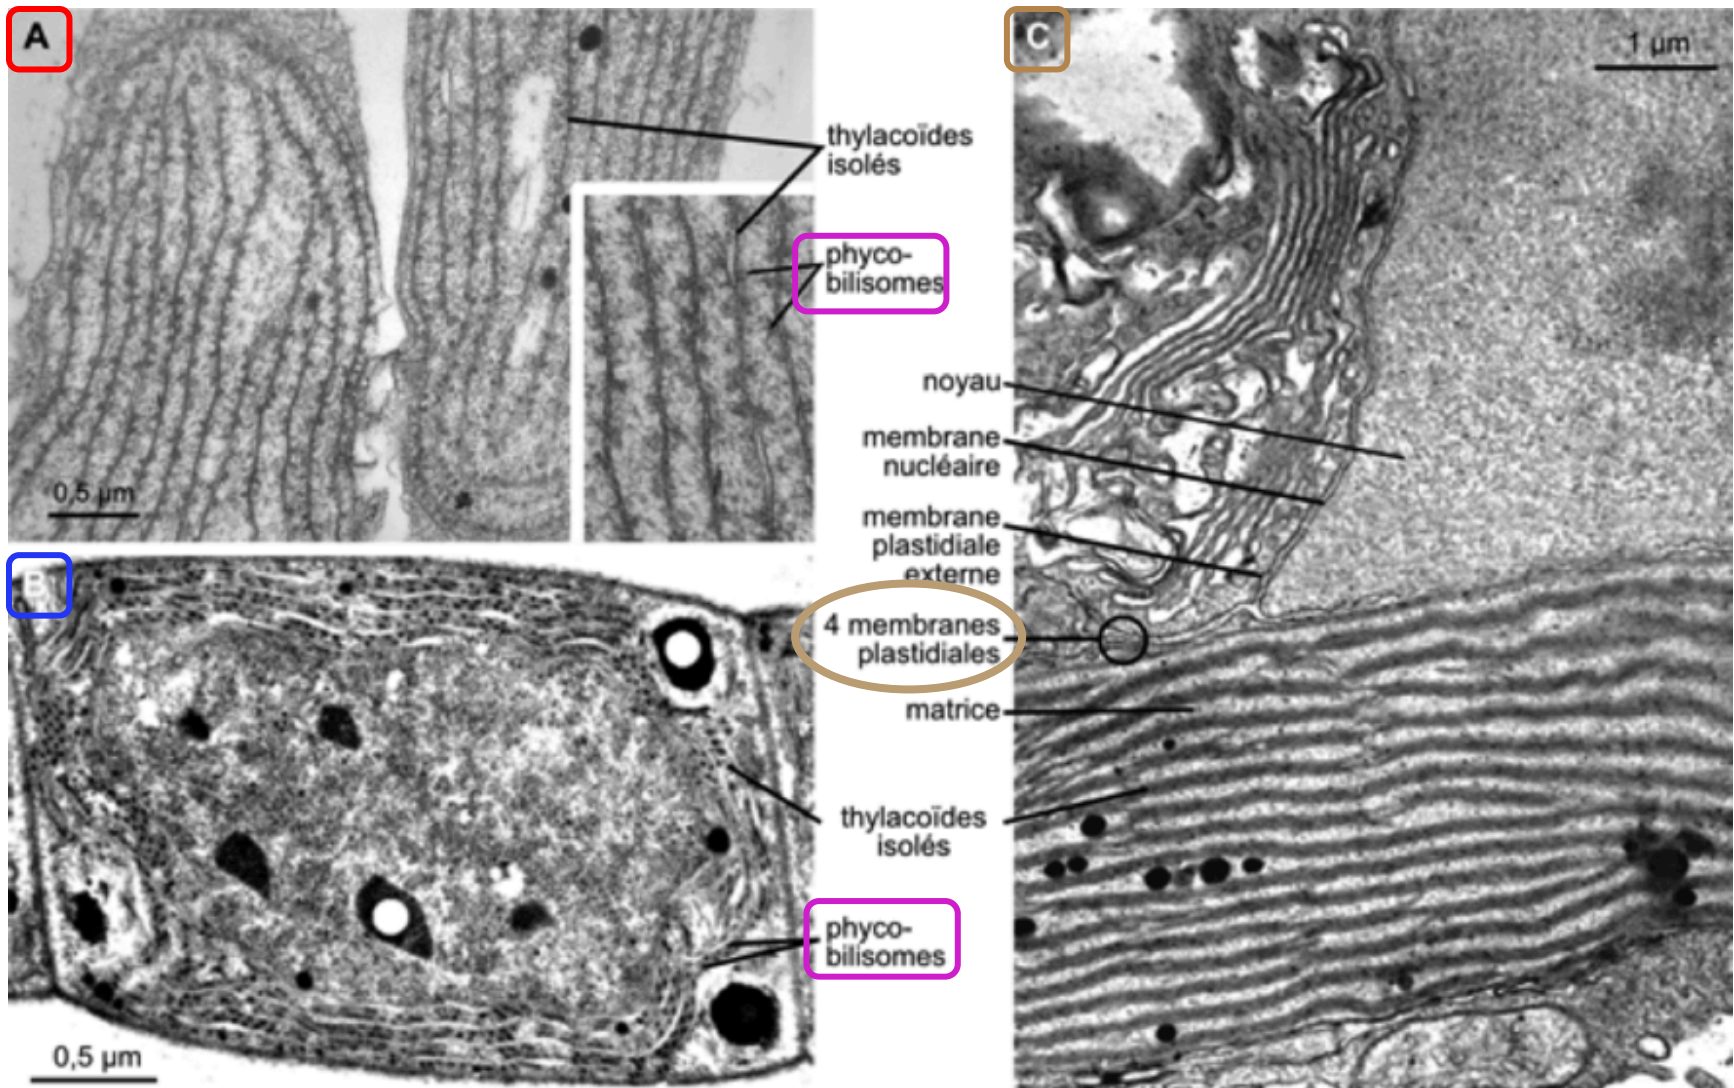 A
thylacoïdes
isolés
phyco-
bilisomes
0,5 µm
B
thylacoïdes
isolés
phyco-
bilisomes
0,5 µm
C
1 µm
noyau
membrane
nucléaire
membrane
plastidiale
externe
4 membranes
plastidiales
matrice